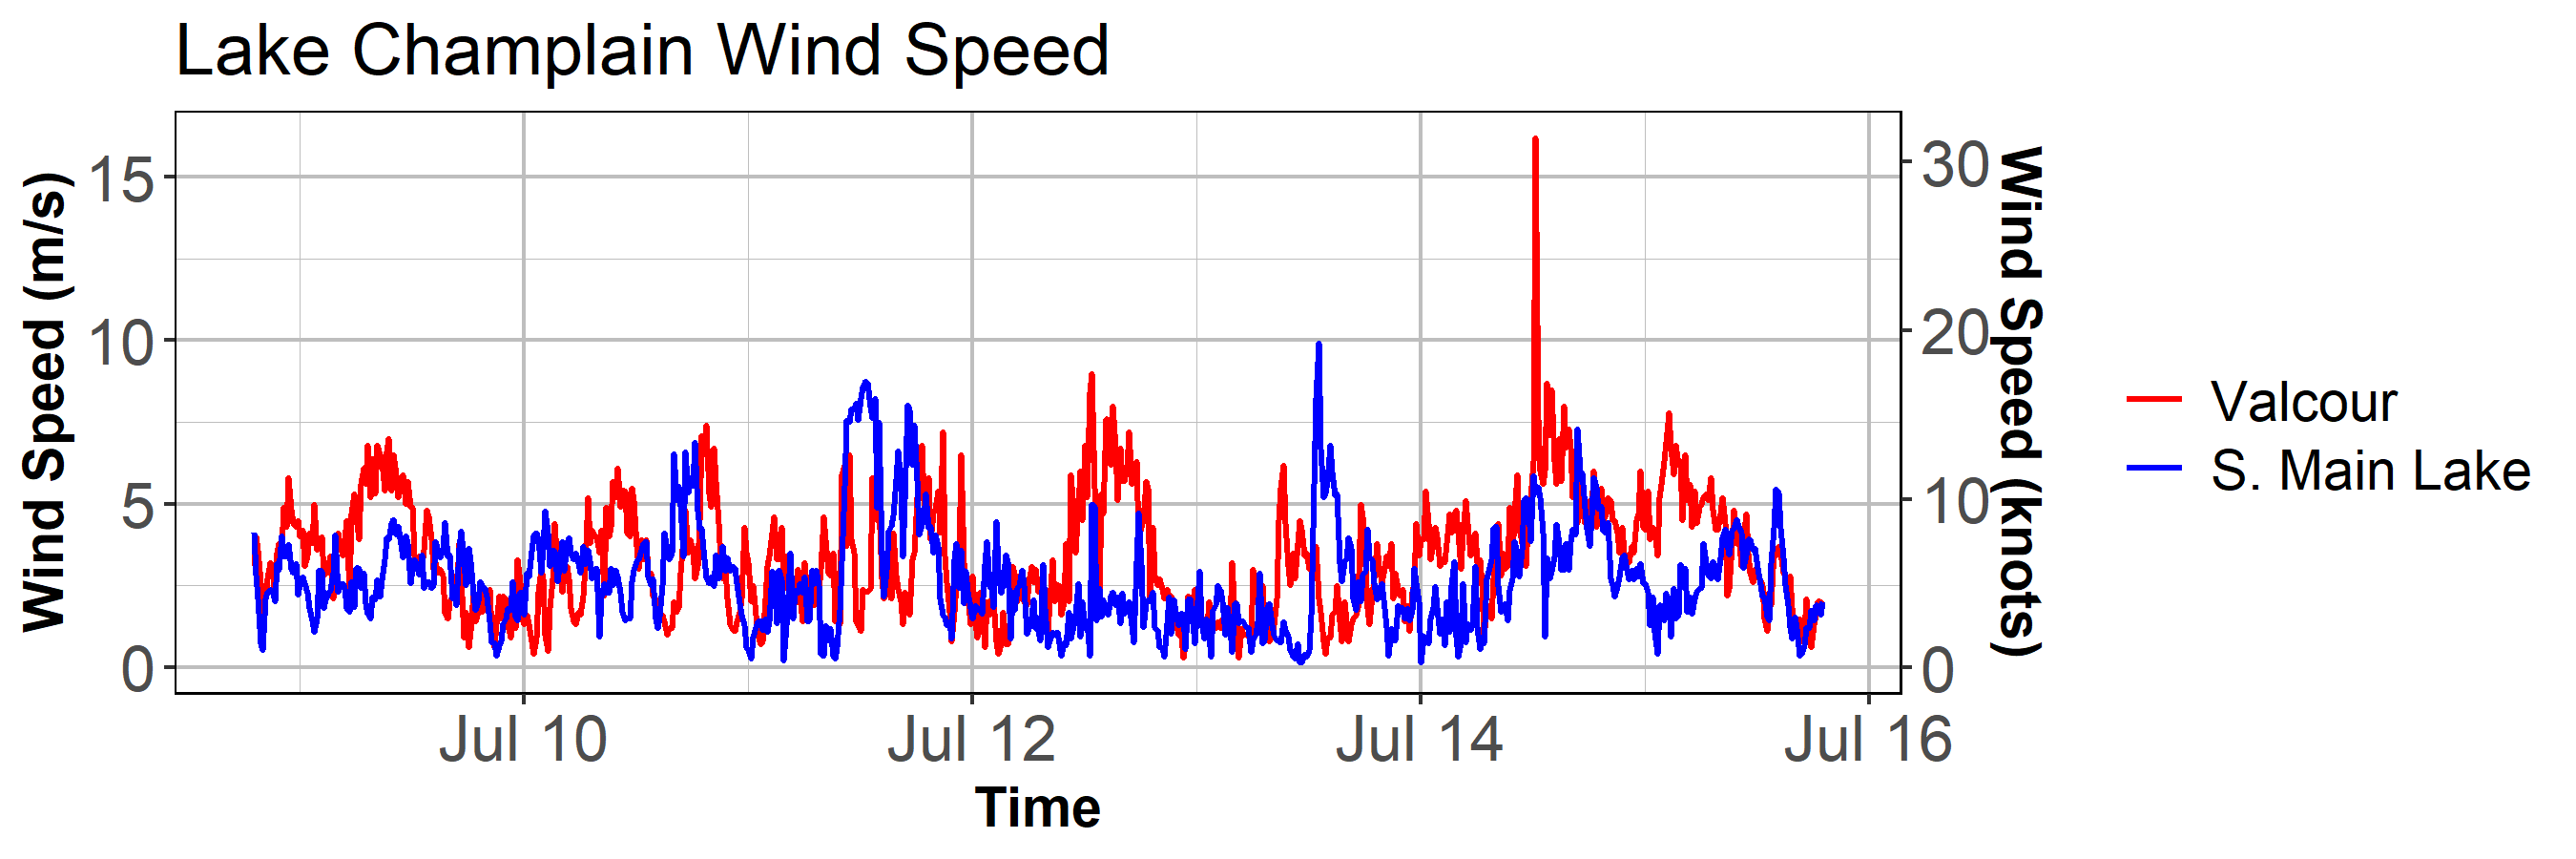 Lake Champlain Wind Speed
Wind Speed (m/s)
15
10
5
0
30
20
10
0
Wind Speed (knots)
Jul 10
Jul 12
Jul 14
Jul 16
Time
Valcour
S. Main Lake